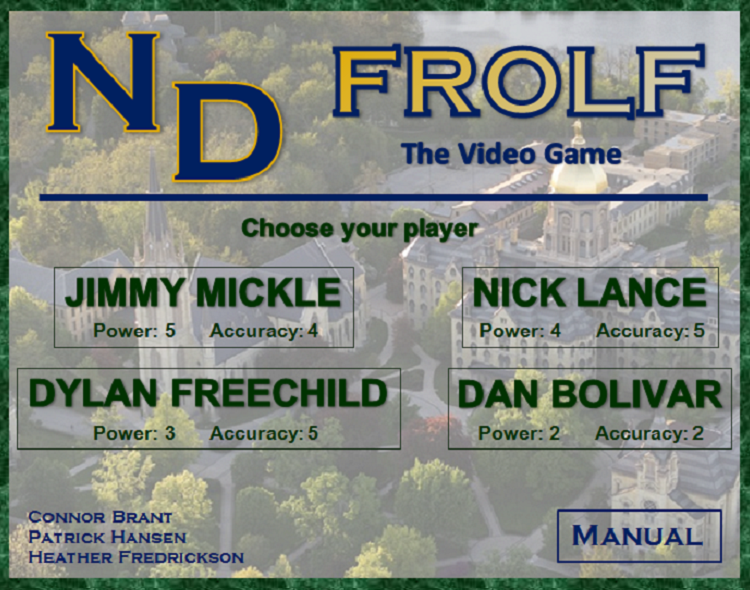 ND FROLF
The Video Game
Choose your player
JIMMY MICKLE
Power: 5 Accuracy: 4
NICK LANCE
Power: 4 Accuracy: 5
DYLAN FREECHILD
Power: 3 Accuracy: 5
DAN BOLIVAR
Power: 2 Accuracy: 2
CONNOR BRANT
PATRICK HANSEN
HEATHER FREDRICKSON
MANUAL